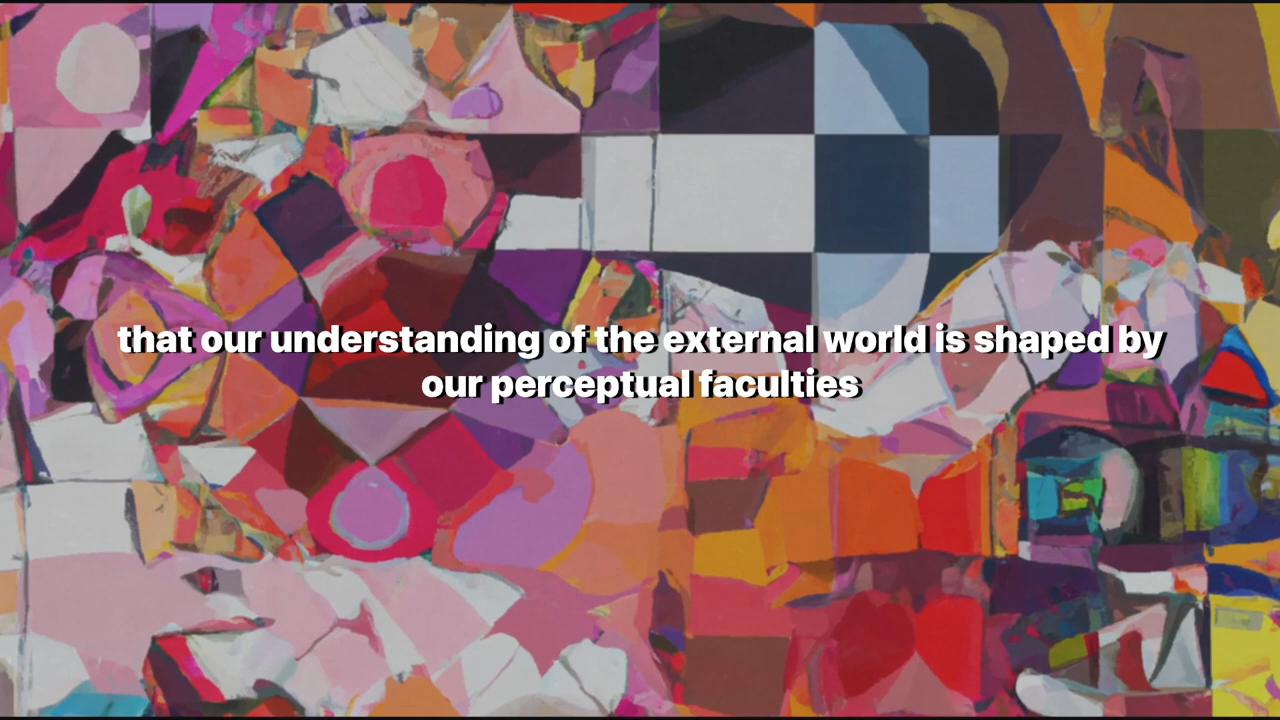 that our understanding of the external world is shaped by
our perceptual faculties